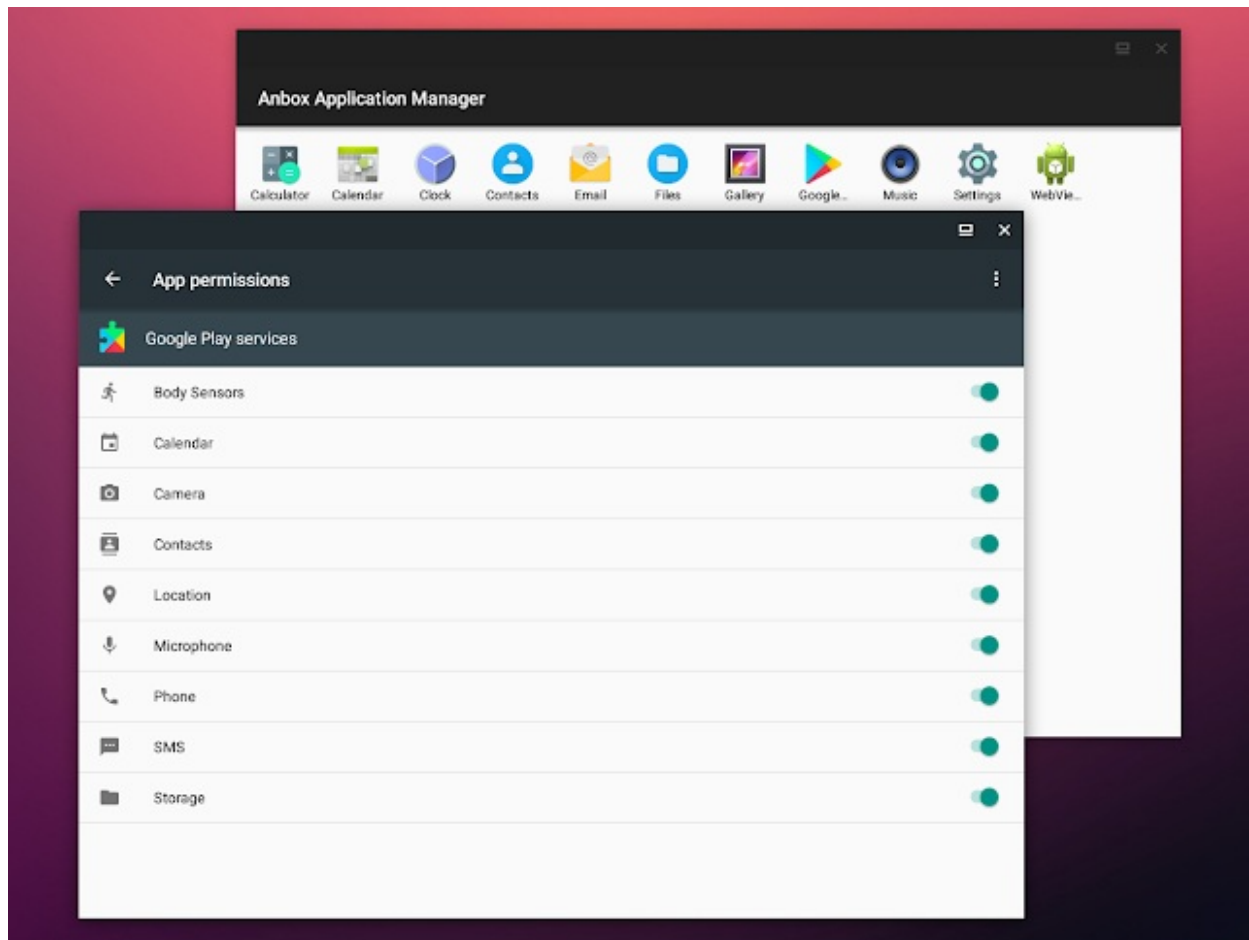 Anbox Application Manager
Calculator Calendar Clock Contacts Email Files Gallery Google... Music Settings WebVie...
App permissions
Google Play services
Body Sensors
Calendar
Camera
Contacts
Location
Microphone
Phone
SMS
Storage